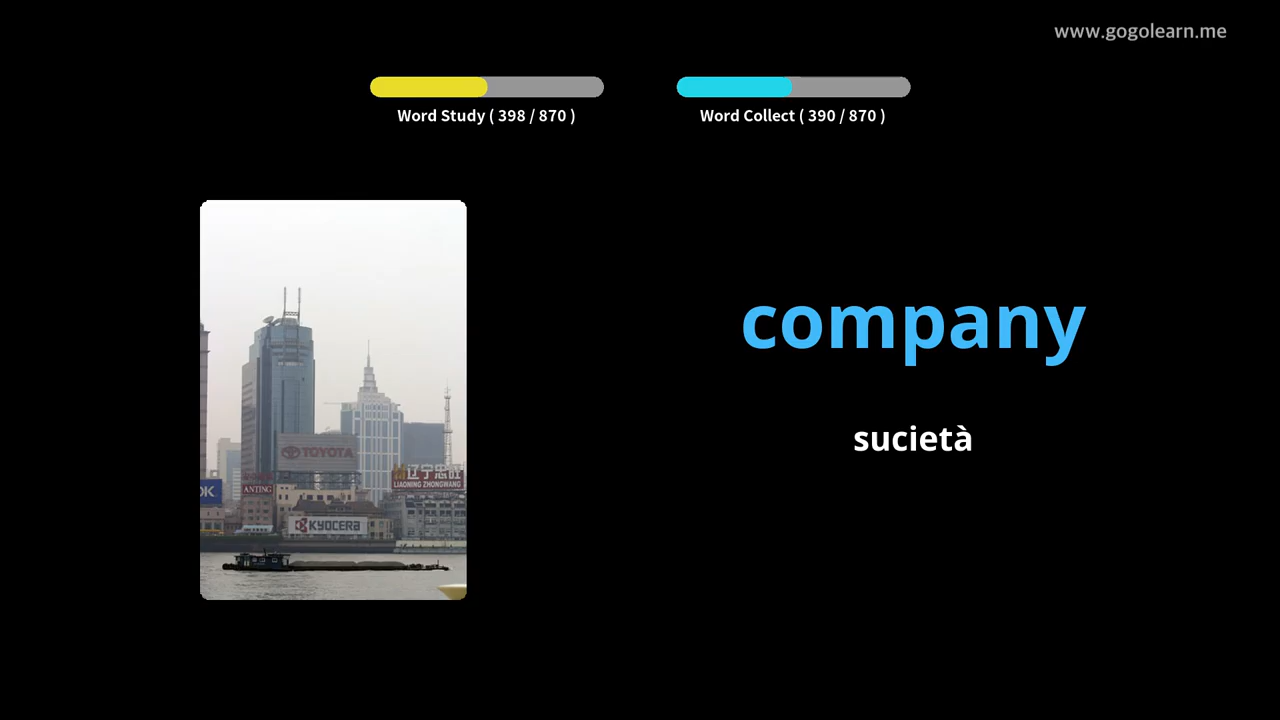 www.gogolearn.me
Word Study ( 398 / 870 )
Word Collect ( 390 / 870 )
company
sucietà
TOYOTA
辽宁忠旺
LIAONING ZHONGWANG
OK
ANTING
KYOCERA